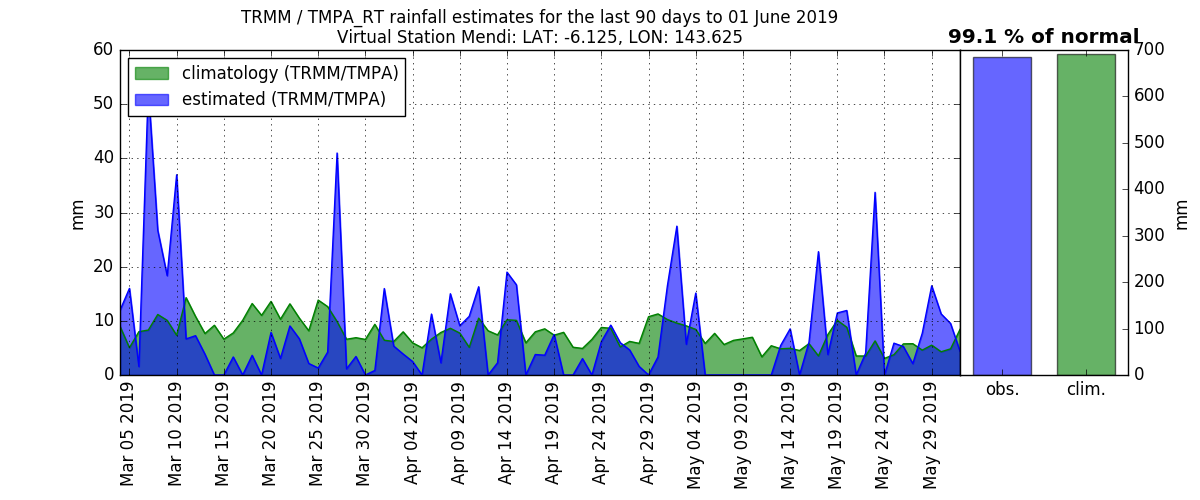 TRMM / TMPA_RT rainfall estimates for the last 90 days to 01 June 2019
Virtual Station Mendi: LAT: -6.125, LON: 143.625
99.1 % of normal
climatology (TRMM/TMPA)
estimated (TRMM/TMPA)
mm
60
50
40
30
20
10
0
Mar 05 2019
Mar 10 2019
Mar 15 2019
Mar 20 2019
Mar 25 2019
Mar 30 2019
Apr 04 2019
Apr 09 2019
Apr 14 2019
Apr 19 2019
Apr 24 2019
Apr 29 2019
May 04 2019
May 09 2019
May 14 2019
May 19 2019
May 24 2019
May 29 2019
obs.
clim.
700
600
500
400
300
200
100
0
mm